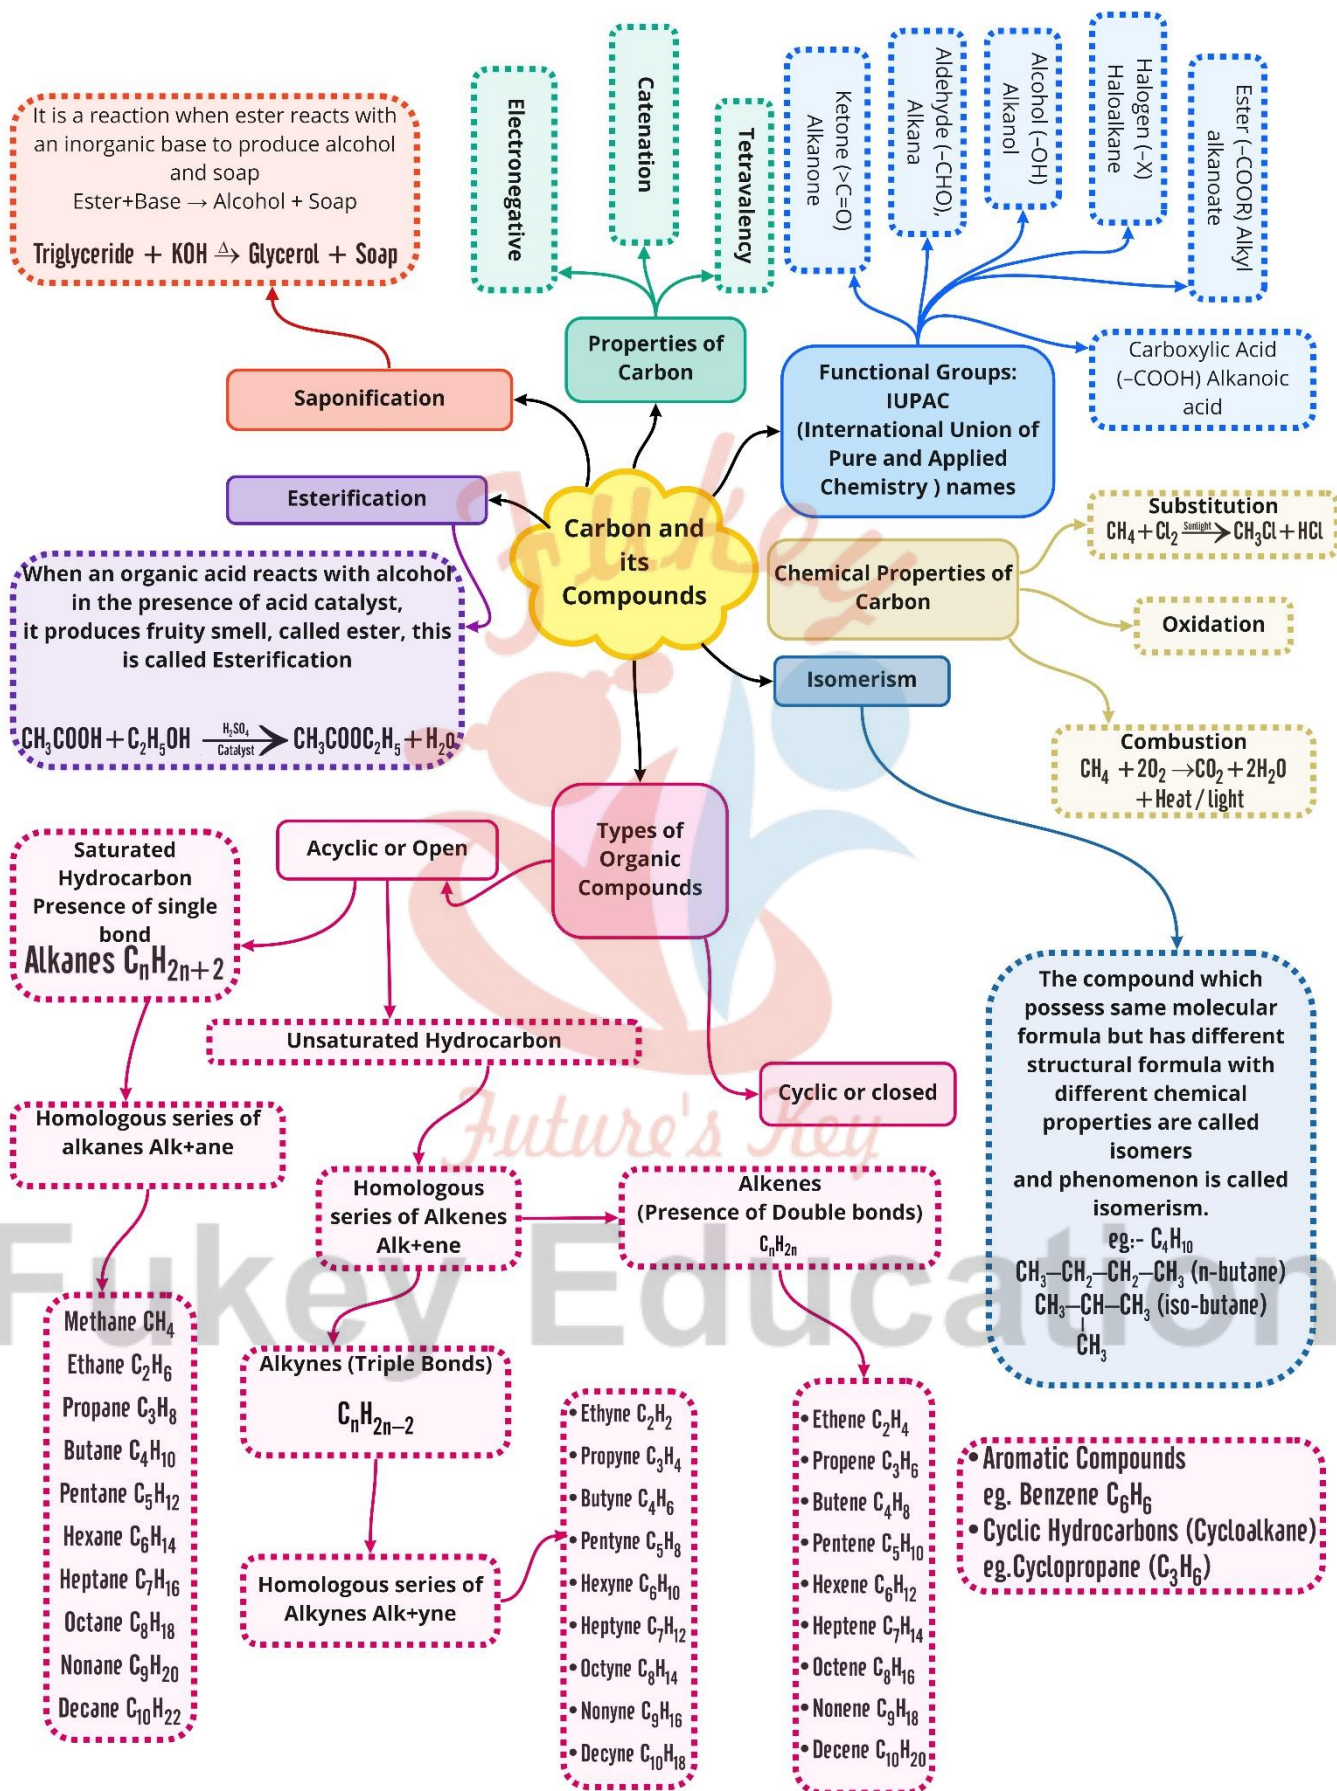 It is a reaction when ester reacts with
an inorganic base to produce alcohol
and soap
Ester+Base → Alcohol + Soap
Triglyceride + KOH →(Δ) Glycerol + Soap
Saponification
Electronegative
Catenation
Tetravalency
Properties of
Carbon
Ketone (>C=O)
Alkanone
Aldehyde (–CHO),
Alkana
Alcohol (–OH)
Alkanol
Halogen (–X)
Haloalkane
Ester (–COOR) Alkyl
alkanoate
Carboxylic Acid
(–COOH) Alkanoic
acid
Functional Groups:
IUPAC
(International Union of
Pure and Applied
Chemistry ) names
Esterification
When an organic acid reacts with alcohol
in the presence of acid catalyst,
it produces fruity smell, called ester, this
is called Esterification
CH₃COOH + C₂H₅OH →(H₂SO₄ Catalyst) CH₃COOC₂H₅ + H₂O
Carbon and
its
Compounds
Chemical Properties of
Carbon
Substitution
CH₄ + Cl₂ →(Sunlight) CH₃Cl + HCl
Oxidation
Combustion
CH₄ + 2O₂ → CO₂ + 2H₂O
+ Heat / light
Isomerism
The compound which
possess same molecular
formula but has different
structural formula with
different chemical
properties are called
isomers
and phenomenon is called
isomerism.
eg:- C₄H₁₀
CH₃–CH₂–CH₂–CH₃ (n-butane)
CH₃–CH–CH₃ (iso-butane)
CH₃
Types of
Organic
Compounds
Acyclic or Open
Saturated
Hydrocarbon
Presence of single
bond
Alkanes CₙH₂ₙ₊₂
Unsaturated Hydrocarbon
Cyclic or closed
Homologous series of
alkanes Alk+ane
Homologous
series of Alkenes
Alk+ene
Alkenes
(Presence of Double bonds)
CₙH₂ₙ
Methane CH₄
Ethane C₂H₆
Propane C₃H₈
Butane C₄H₁₀
Pentane C₅H₁₂
Hexane C₆H₁₄
Heptane C₇H₁₆
Octane C₈H₁₈
Nonane C₉H₂₀
Decane C₁₀H₂₂
Alkynes (Triple Bonds)
CₙH₂ₙ₋₂
Homologous series of
Alkynes Alk+yne
• Ethyne C₂H₂
• Propyne C₃H₄
• Butyne C₄H₆
• Pentyne C₅H₈
• Hexyne C₆H₁₀
• Heptyne C₇H₁₂
• Octyne C₈H₁₄
• Nonyne C₉H₁₆
• Decyne C₁₀H₁₈
• Ethene C₂H₄
• Propene C₃H₆
• Butene C₄H₈
• Pentene C₅H₁₀
• Hexene C₆H₁₂
• Heptene C₇H₁₄
• Octene C₈H₁₆
• Nonene C₉H₁₈
• Decene C₁₀H₂₀
• Aromatic Compounds
eg. Benzene C₆H₆
• Cyclic Hydrocarbons (Cycloalkane)
eg.Cyclopropane (C₃H₆)
Fukey
Future's Key
Fukey Education